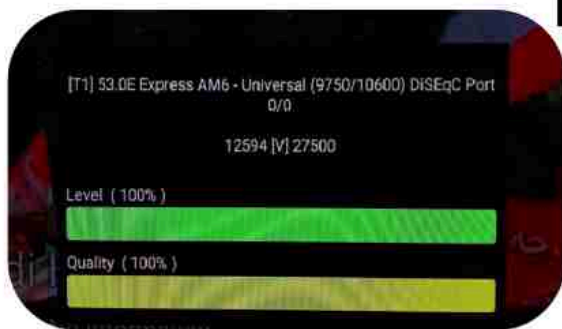 [T1] 53.0E Express AM6 - Universal (9750/10600) DiSEqC Port
0/0
12594 [V] 27500
Level ( 100% )
Quality ( 100% )